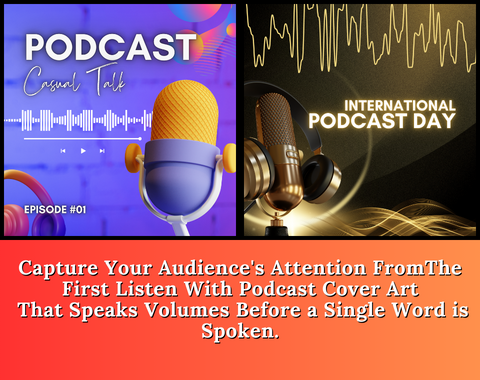 PODCAST
Casual Talk
EPISODE #01
INTERNATIONAL
PODCAST DAY
Capture Your Audience's Attention FromThe
First Listen With Podcast Cover Art
That Speaks Volumes Before a Single Word is
Spoken.